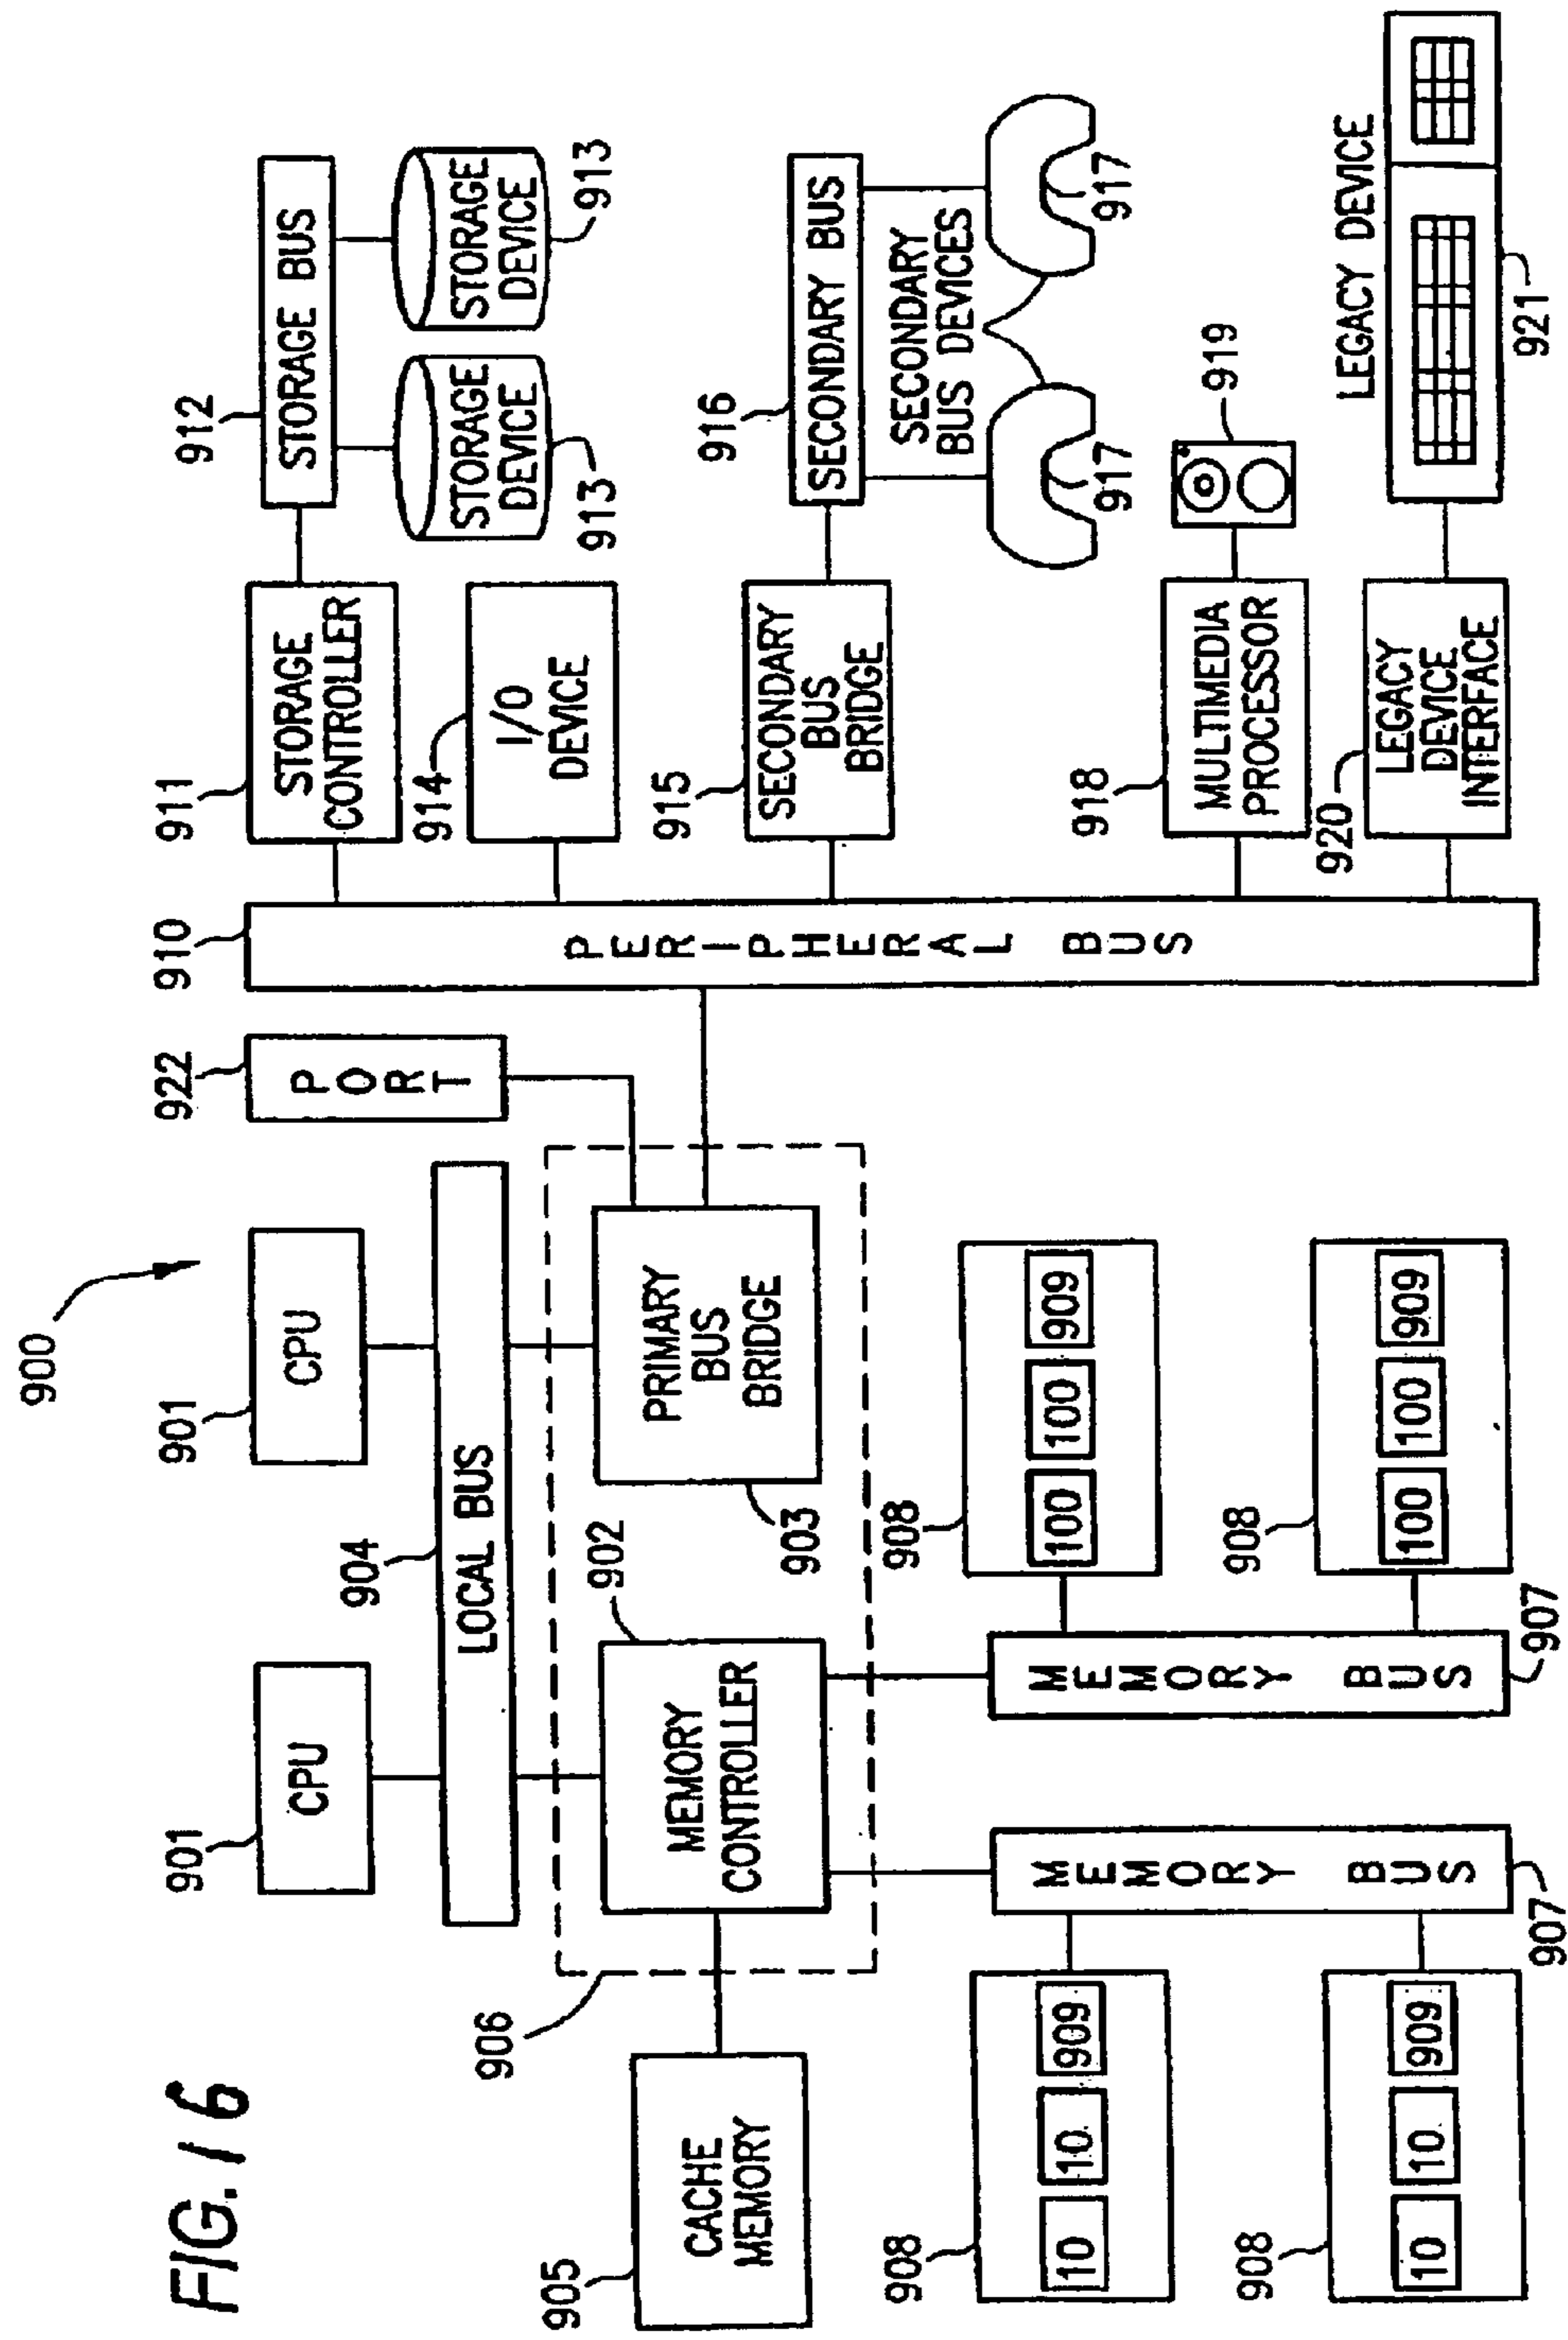 FIG. 16
900
901
CPU
901
CPU
904
LOCAL BUS
922
PORT
906
902
MEMORY
CONTROLLER
903
PRIMARY
BUS
BRIDGE
905
CACHE
MEMORY
908
10 10 909
908
10 10 909
MEMORY BUS
907
MEMORY BUS
907
908
100 100 909
908
100 100 909
910
PERIPHERAL BUS
911
STORAGE
CONTROLLER
912
STORAGE BUS
STORAGE
DEVICE
913
STORAGE
DEVICE
913
914
I/O
DEVICE
915
SECONDARY
BUS
BRIDGE
916
SECONDARY BUS
SECONDARY
BUS DEVICES
917
917
918
MULTIMEDIA
PROCESSOR
919
920
LEGACY
DEVICE
INTERFACE
LEGACY DEVICE
921